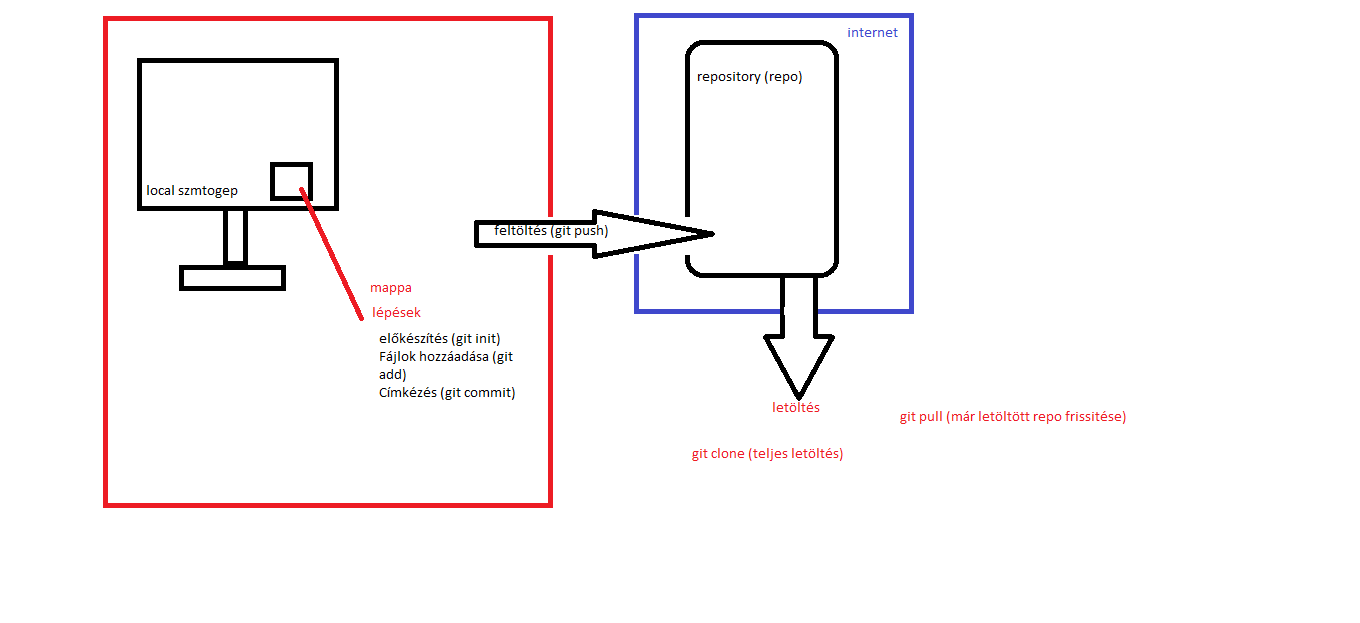 internet
repository (repo)
local szmtogep
feltöltés (git push)
mappa
lépések
előkészítés (git init)
Fájlok hozzáadása (git
add)
Címkézés (git commit)
letöltés
git pull (már letöltött repo frissitése)
git clone (teljes letöltés)